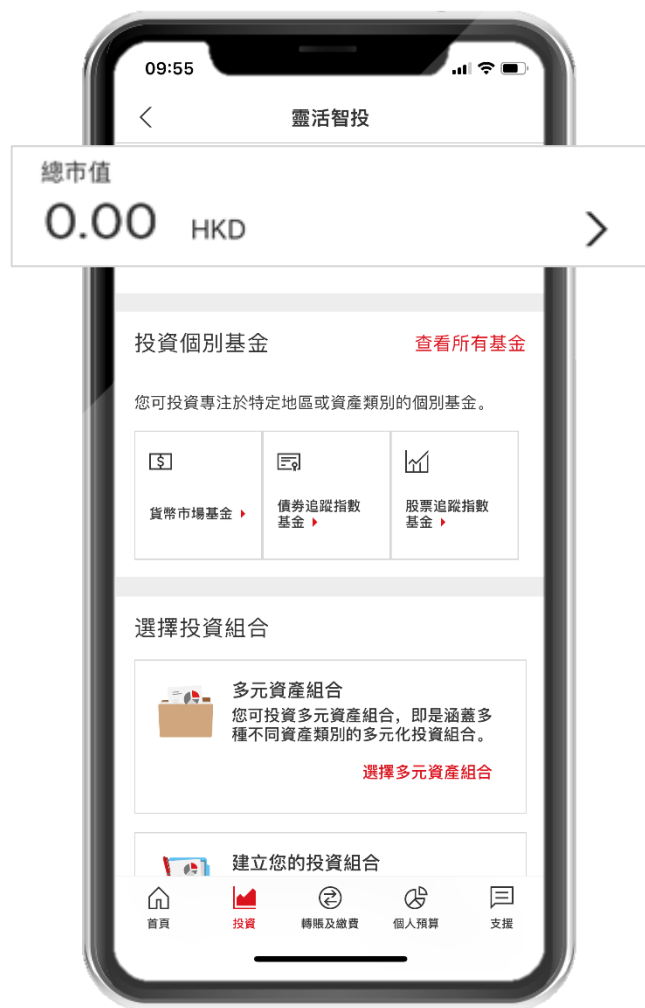 09:55
靈活智投
總市值
0.00 HKD
投資個別基金
查看所有基金
您可投資專注於特定地區或資產類別的個別基金。
貨幣市場基金
債券追蹤指數
基金
股票追蹤指數
基金
選擇投資組合
多元資產組合
您可投資多元資產組合，即是涵蓋多
種不同資產類別的多元化投資組合。
選擇多元資產組合
建立您的投資組合
首頁
投資
轉賬及繳費
個人預算
支援